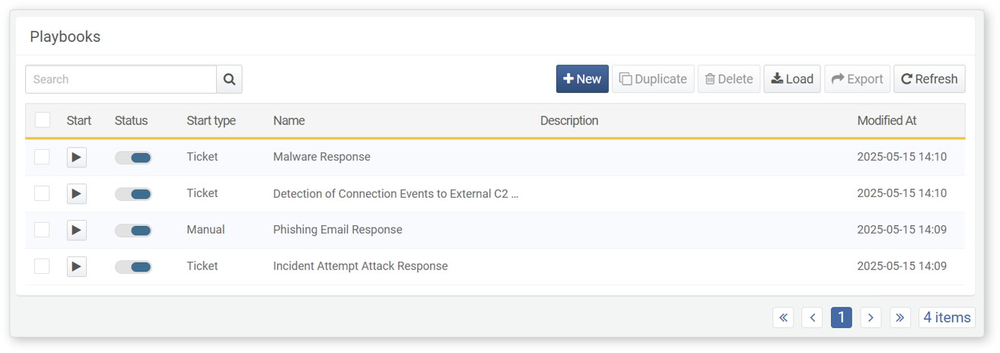 Playbooks
Search
New Duplicate Delete Load Export Refresh
Start Status Start type Name Description Modified At
Ticket Malware Response 2025-05-15 14:10
Ticket Detection of Connection Events to External C2 ... 2025-05-15 14:10
Manual Phishing Email Response 2025-05-15 14:09
Ticket Incident Attempt Attack Response 2025-05-15 14:09
1 4 items